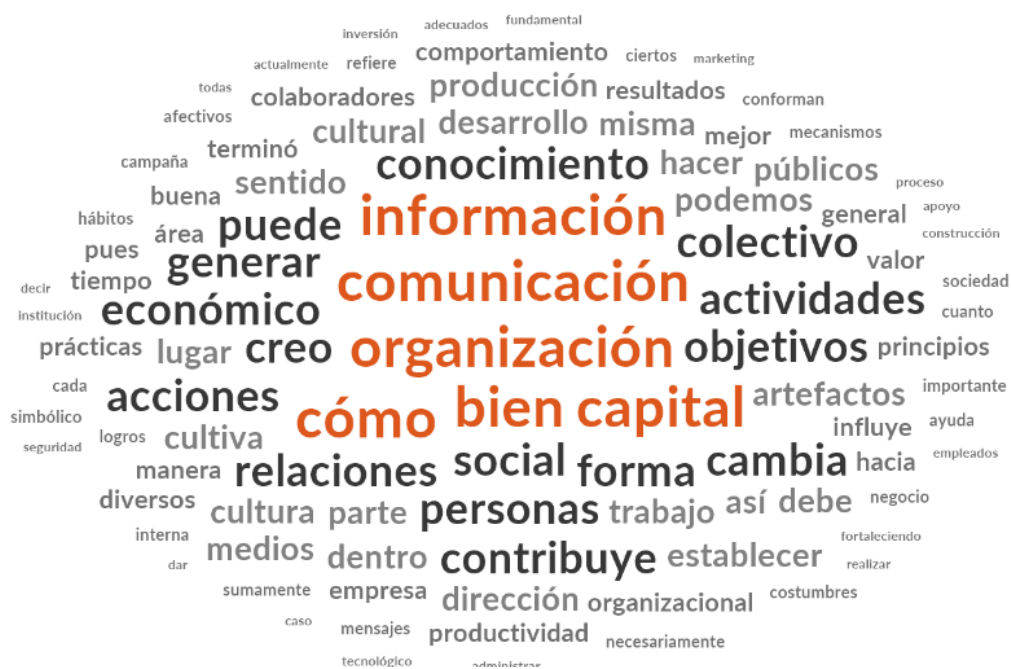 adecuados fundamental
inversión
comportamiento ciertos marketing
actualmente refiere
todas producción resultados
colaboradores conforman
afectivos cultural desarrollo misma mejor mecanismos
terminó
campaña conocimiento hacer públicos
buena sentido podemos proceso
hábitos puede información general apoyo
pues área colectivo construcción
generar valor
decir tiempo comunicación actividades sociedad
institución económico cuanto
prácticas lugar creo organización objetivos principios
cada acciones artefactos importante
simbólico cómo bien capital influye ayuda
seguridad logros cultiva
manera relaciones social forma cambia hacia empleados
diversos cultura parte personas trabajo así debe negocio
interna fortaleciendo
dar medios dentro contribuye establecer realizar
sumamente empresa dirección organizacional costumbres
caso mensajes productividad necesariamente
tecnológico administrar